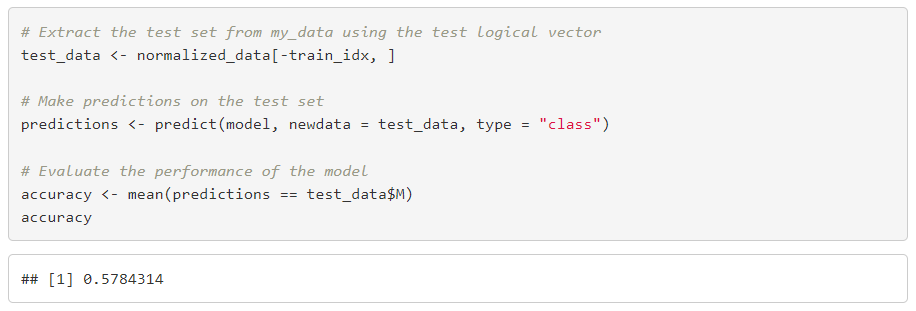 # Extract the test set from my_data using the test logical vector
test_data <- normalized_data[-train_idx, ]
# Make predictions on the test set
predictions <- predict(model, newdata = test_data, type = "class")
# Evaluate the performance of the model
accuracy <- mean(predictions == test_data$M)
accuracy
## [1] 0.5784314